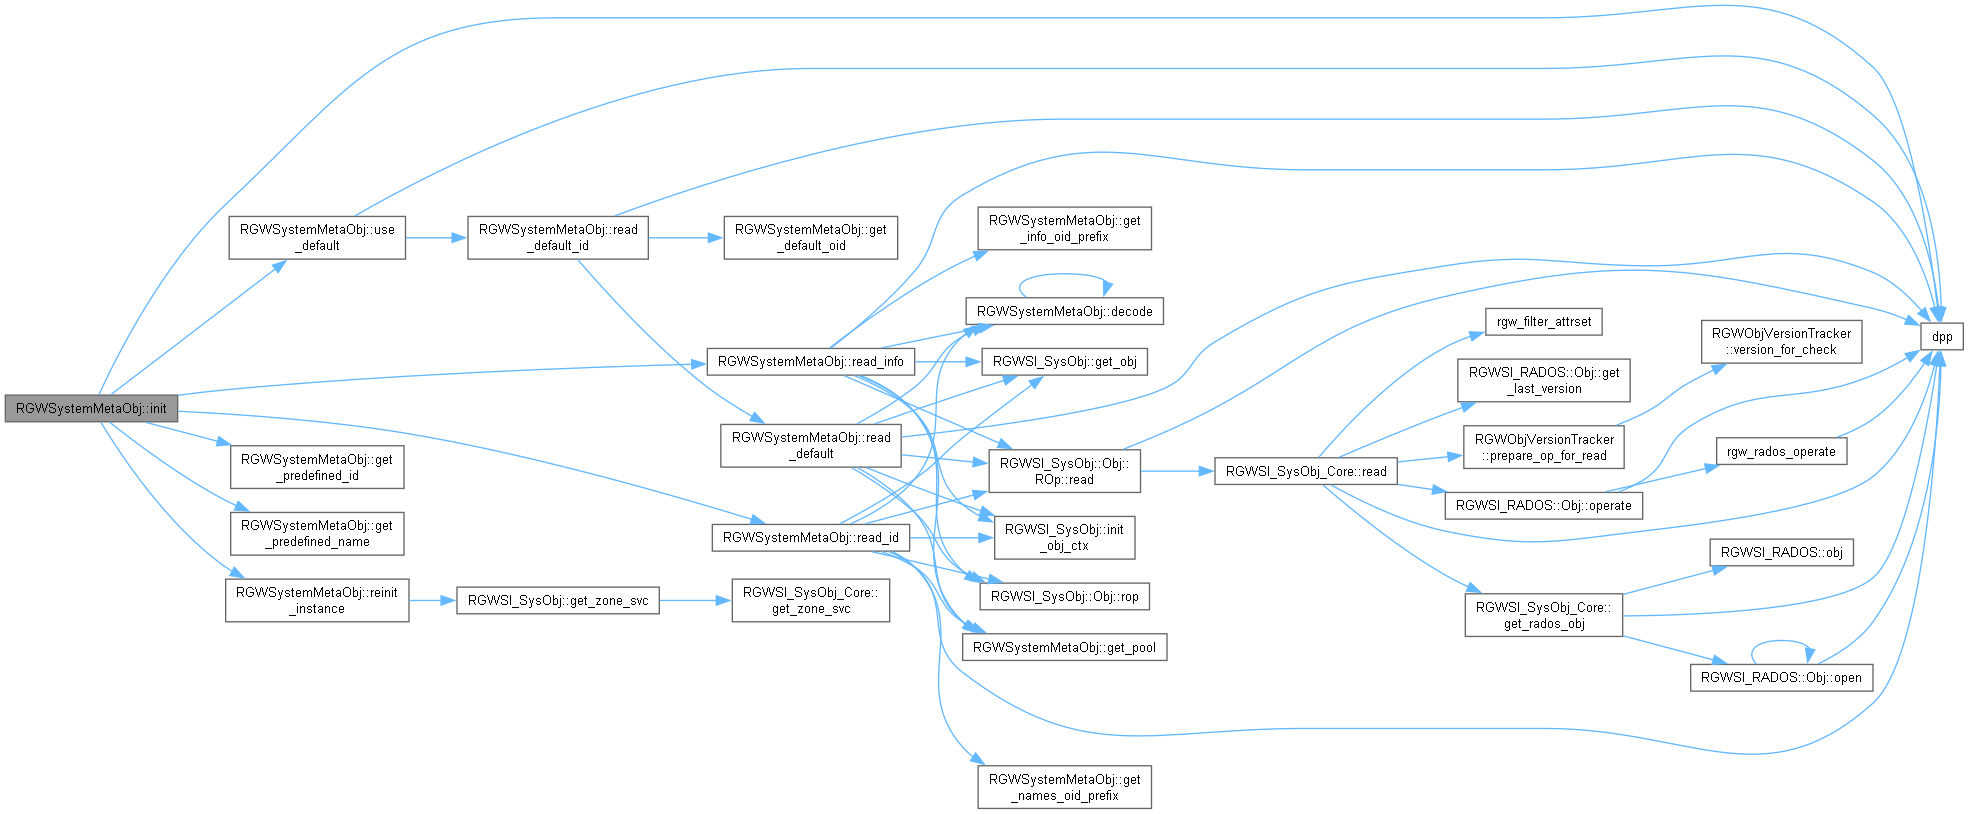 RGWSystemMetaObj::init
RGWSystemMetaObj::use
_default
RGWSystemMetaObj::get
_predefined_id
RGWSystemMetaObj::get
_predefined_name
RGWSystemMetaObj::reinit
_instance
RGWSystemMetaObj::read
_default_id
RGWSI_SysObj::get_zone_svc
RGWSystemMetaObj::get
_default_oid
RGWSystemMetaObj::read_info
RGWSystemMetaObj::read
_default
RGWSystemMetaObj::read_id
RGWSI_SysObj_Core::
get_zone_svc
RGWSystemMetaObj::get
_info_oid_prefix
RGWSystemMetaObj::decode
RGWSI_SysObj::get_obj
RGWSI_SysObj::Obj::
ROp::read
RGWSI_SysObj::init
_obj_ctx
RGWSI_SysObj::Obj::rop
RGWSystemMetaObj::get_pool
RGWSystemMetaObj::get
_names_oid_prefix
RGWSI_SysObj_Core::read
rgw_filter_attrset
RGWSI_RADOS::Obj::get
_last_version
RGWObjVersionTracker
::prepare_op_for_read
RGWSI_RADOS::Obj::operate
RGWSI_SysObj_Core::
get_rados_obj
RGWObjVersionTracker
::version_for_check
rgw_rados_operate
RGWSI_RADOS::obj
RGWSI_RADOS::Obj::open
dpp